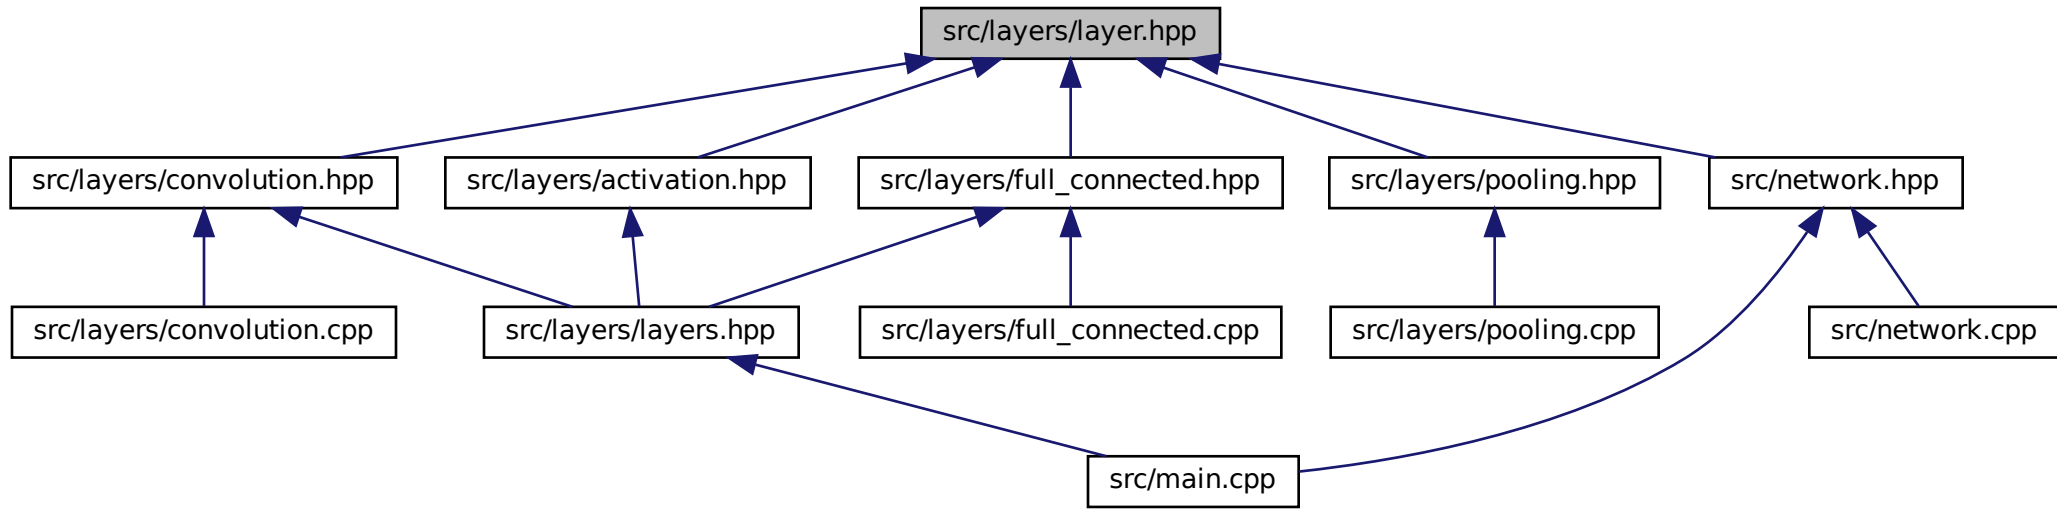 src/layers/layer.hpp
src/layers/convolution.hpp
src/layers/activation.hpp
src/layers/full_connected.hpp
src/layers/pooling.hpp
src/network.hpp
src/layers/convolution.cpp
src/layers/layers.hpp
src/layers/full_connected.cpp
src/layers/pooling.cpp
src/network.cpp
src/main.cpp